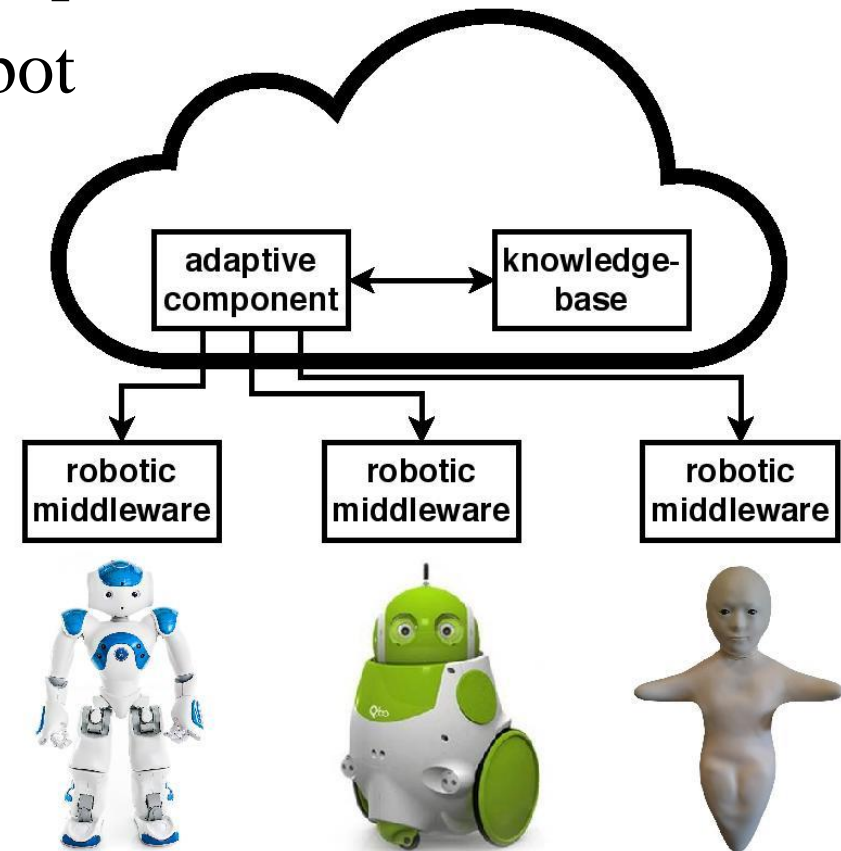 bot
adaptive
component
knowledge-
base
robotic
middleware
robotic
middleware
robotic
middleware